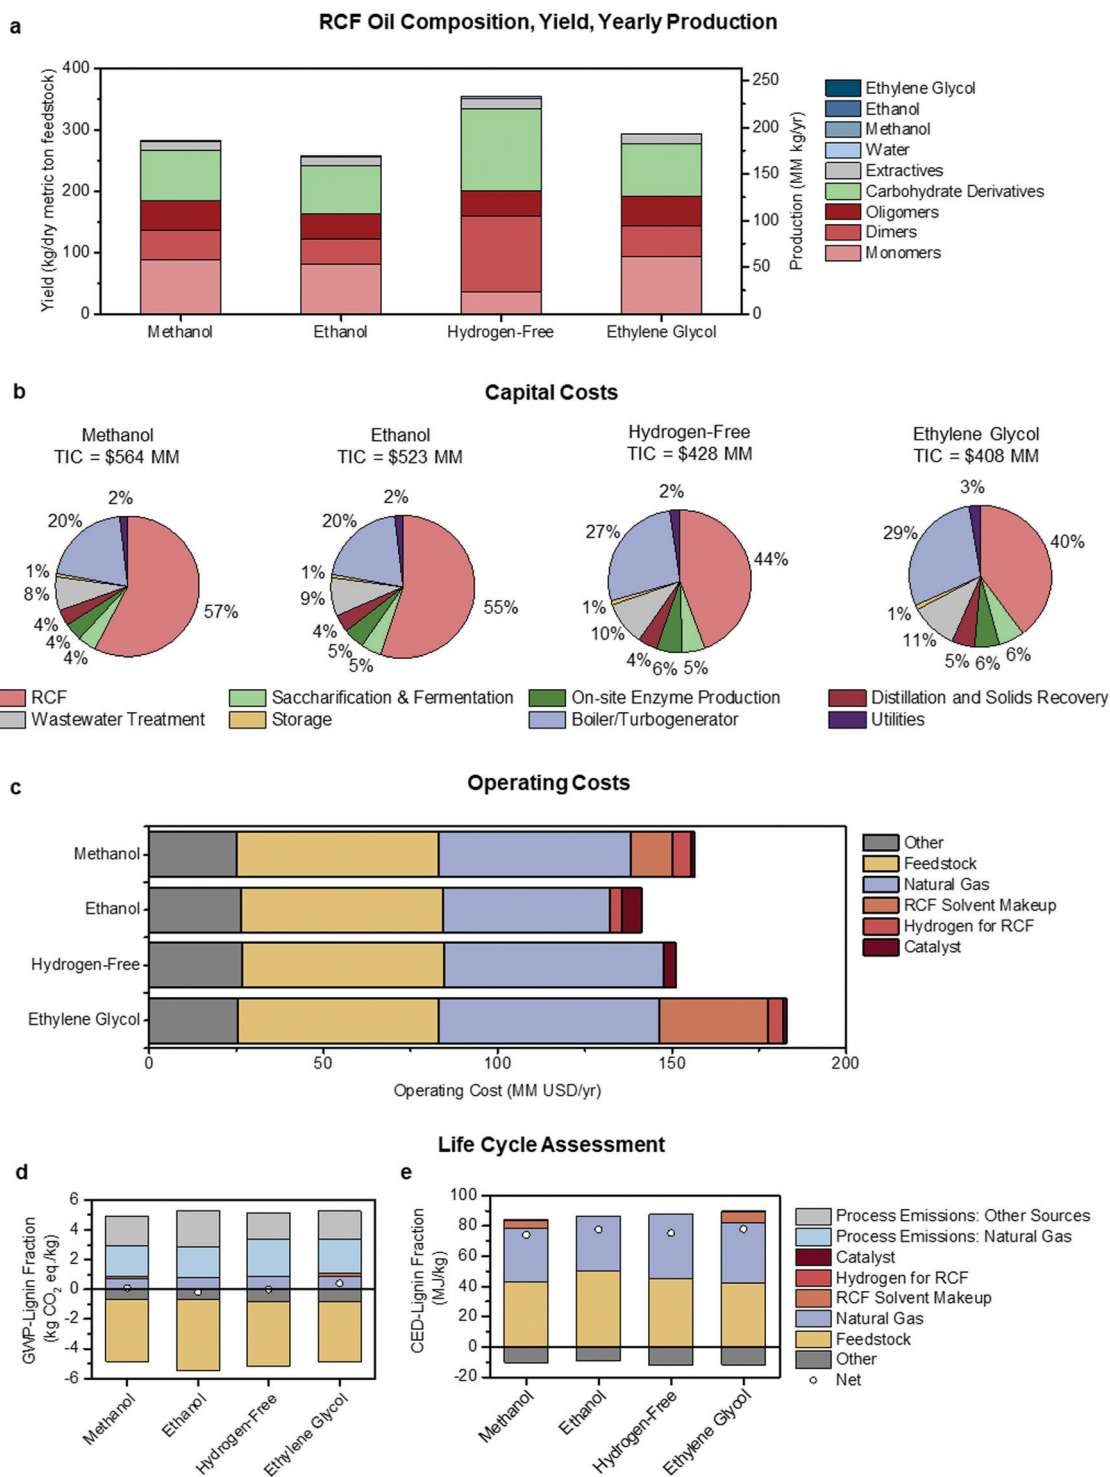 a
RCF Oil Composition, Yield, Yearly Production
Yield (kg/dry metric ton feedstock)
400
300
200
100
0
Methanol
Ethanol
Hydrogen-Free
Ethylene Glycol
250
200
150
100
50
0
Production (MM kg/yr)
Ethylene Glycol
Ethanol
Methanol
Water
Extractives
Carbohydrate Derivatives
Oligomers
Dimers
Monomers
b
Capital Costs
Methanol
TIC = $564 MM
2%
20%
1%
8%
4%
4%
4%
57%
Ethanol
TIC = $523 MM
2%
20%
1%
9%
4%
5%
5%
55%
Hydrogen-Free
TIC = $428 MM
2%
27%
1%
10%
4%
6%
5%
44%
Ethylene Glycol
TIC = $408 MM
3%
29%
1%
11%
5%
6%
6%
40%
RCF
Saccharification & Fermentation
On-site Enzyme Production
Distillation and Solids Recovery
Wastewater Treatment
Storage
Boiler/Turbogenerator
Utilities
c
Operating Costs
Methanol
Ethanol
Hydrogen-Free
Ethylene Glycol
0
50
100
150
200
Operating Cost (MM USD/yr)
Other
Feedstock
Natural Gas
RCF Solvent Makeup
Hydrogen for RCF
Catalyst
Life Cycle Assessment
d
GWP-Lignin Fraction
(kg CO2 eq./kg)
6
4
2
0
-2
-4
-6
Methanol
Ethanol
Hydrogen-Free
Ethylene Glycol
e
CED-Lignin Fraction
(MJ/kg)
100
80
60
40
20
0
-20
Methanol
Ethanol
Hydrogen-Free
Ethylene Glycol
Process Emissions: Other Sources
Process Emissions: Natural Gas
Catalyst
Hydrogen for RCF
RCF Solvent Makeup
Natural Gas
Feedstock
Other
Net